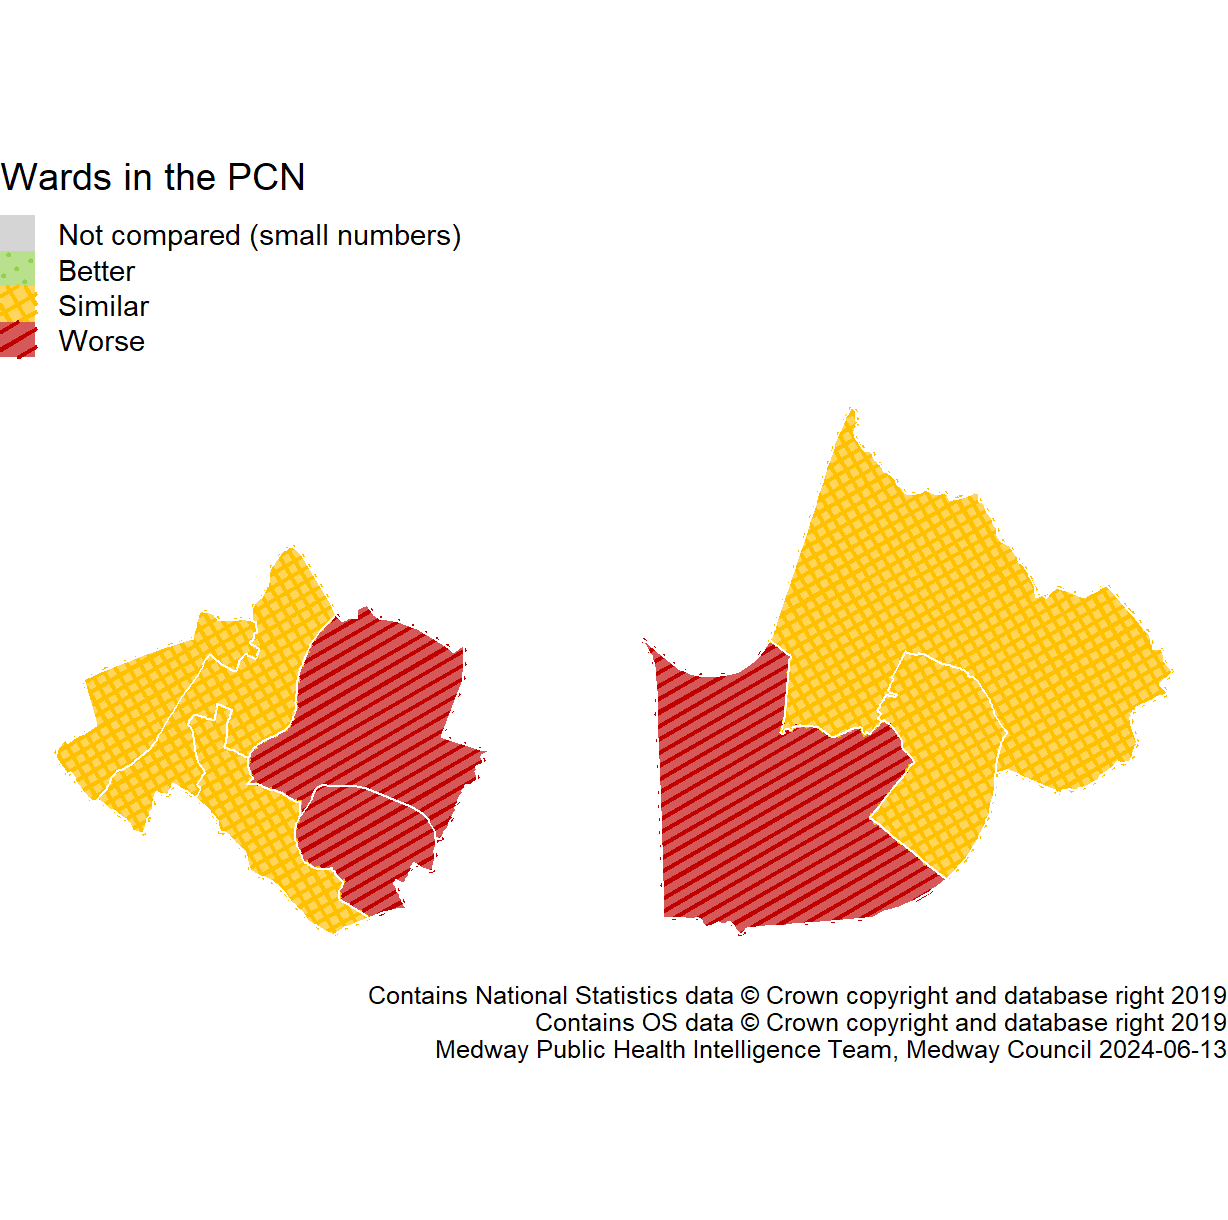 Wards in the PCN
Not compared (small numbers)
Better
Similar
Worse
Contains National Statistics data © Crown copyright and database right 2019
Contains OS data © Crown copyright and database right 2019
Medway Public Health Intelligence Team, Medway Council 2024-06-13